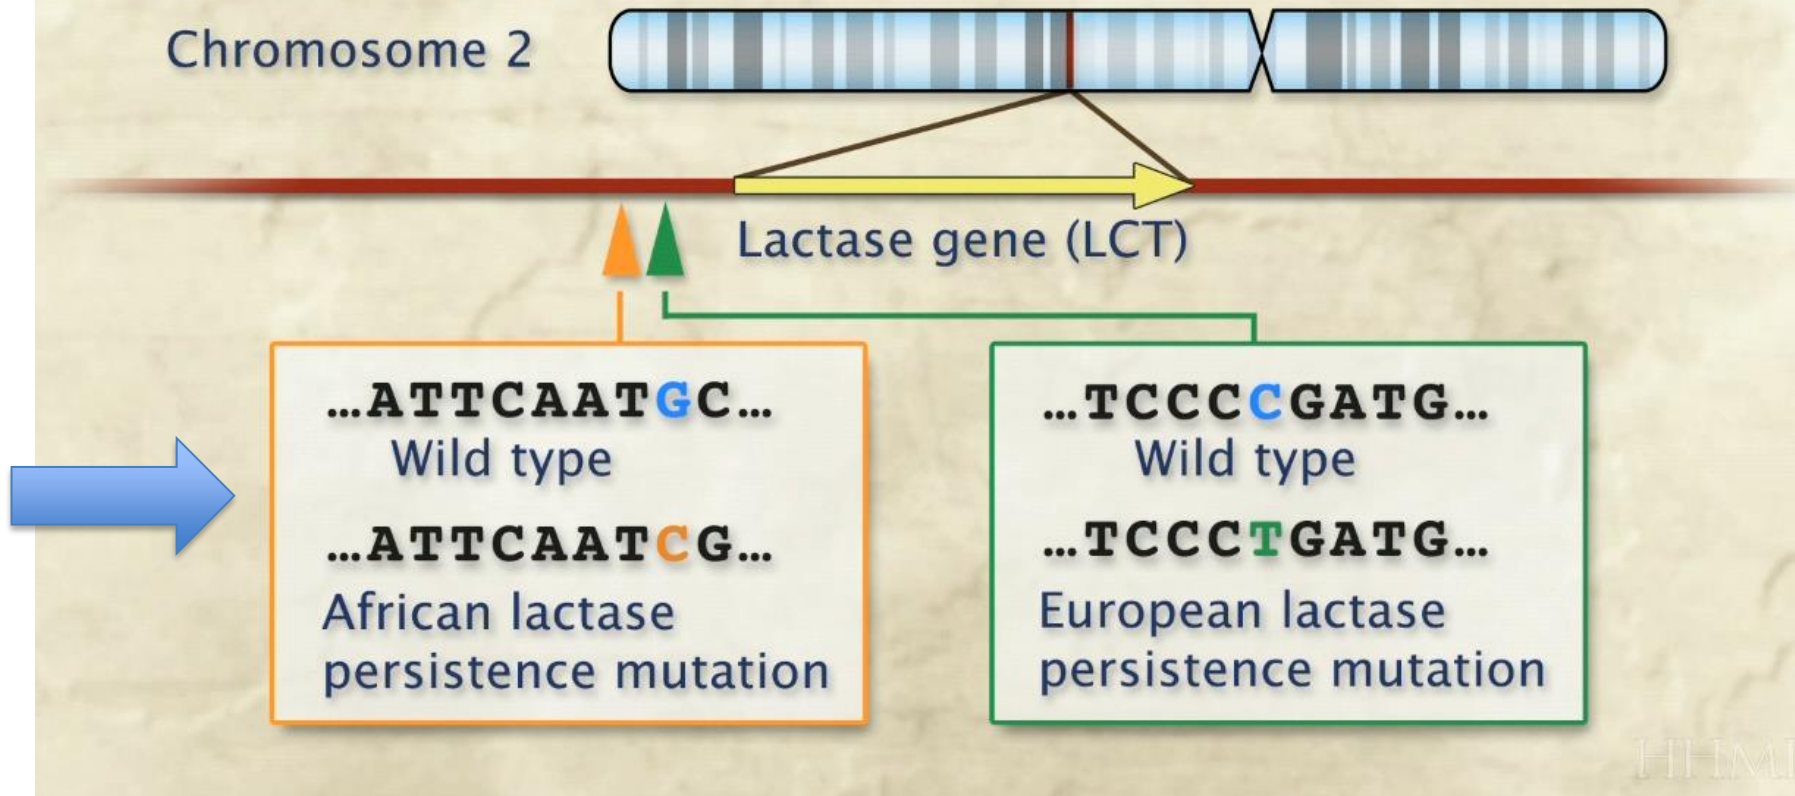 Chromosome 2
Lactase gene (LCT)
...ATTCAATGC...
Wild type
...ATTCAATCG...
African lactase
persistence mutation
...TCCCCGATG...
Wild type
...TCCCTGATG...
European lactase
persistence mutation
HHMI